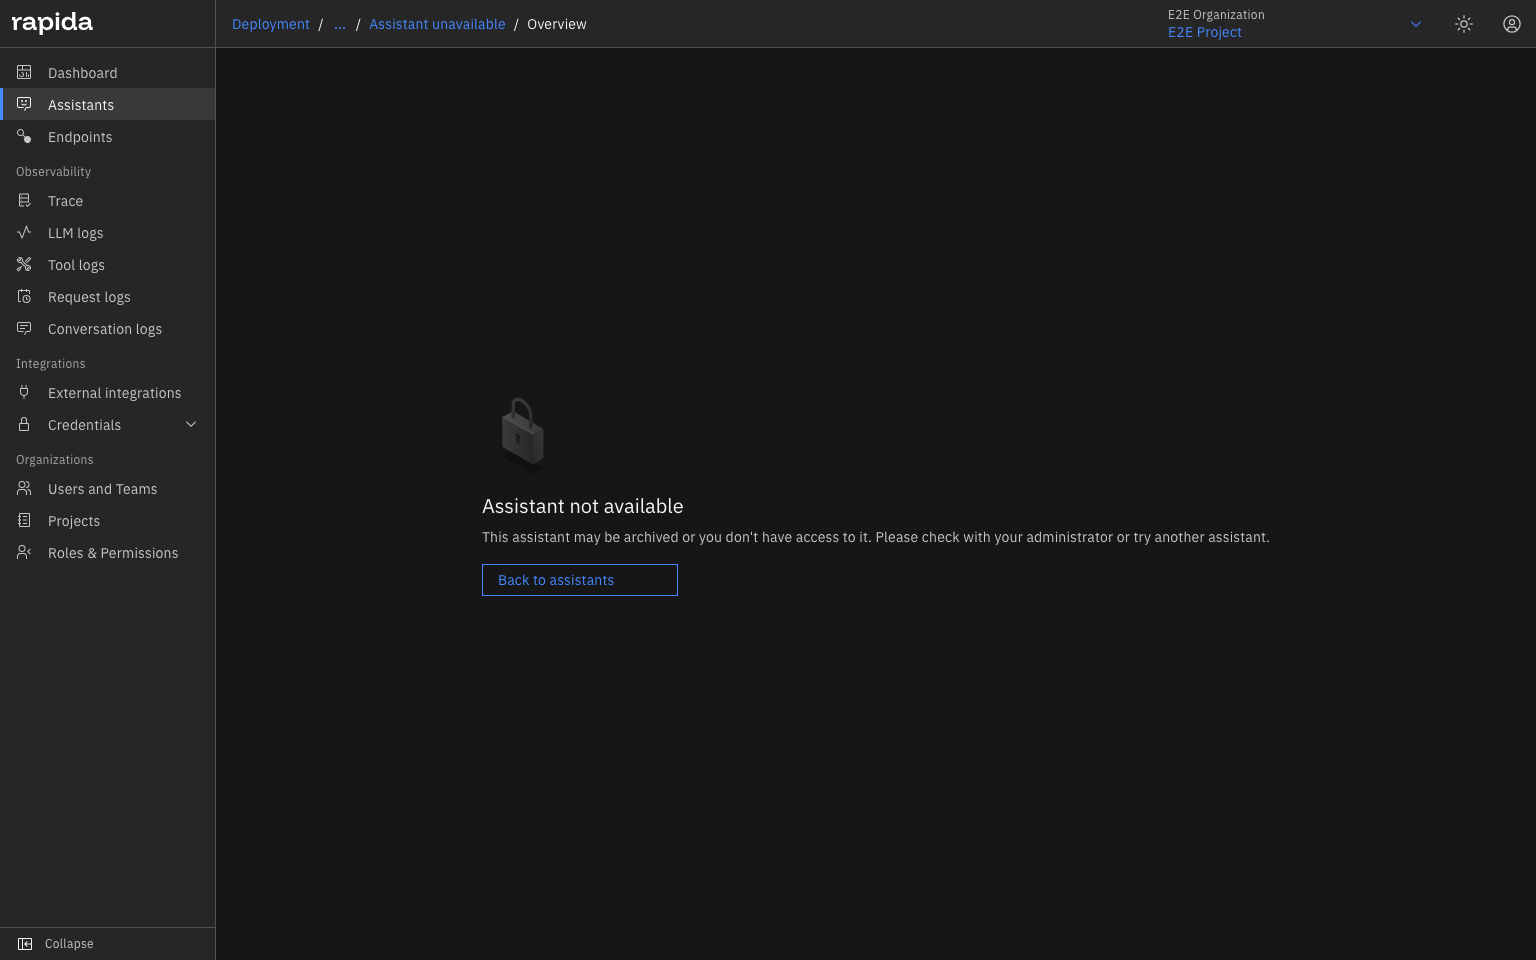 rapida
Deployment / ... / Assistant unavailable / Overview
E2E Organization
E2E Project
Dashboard
Assistants
Endpoints
Observability
Trace
LLM logs
Tool logs
Request logs
Conversation logs
Integrations
External integrations
Credentials
Organizations
Users and Teams
Projects
Roles & Permissions
Collapse
Assistant not available
This assistant may be archived or you don't have access to it. Please check with your administrator or try another assistant.
Back to assistants